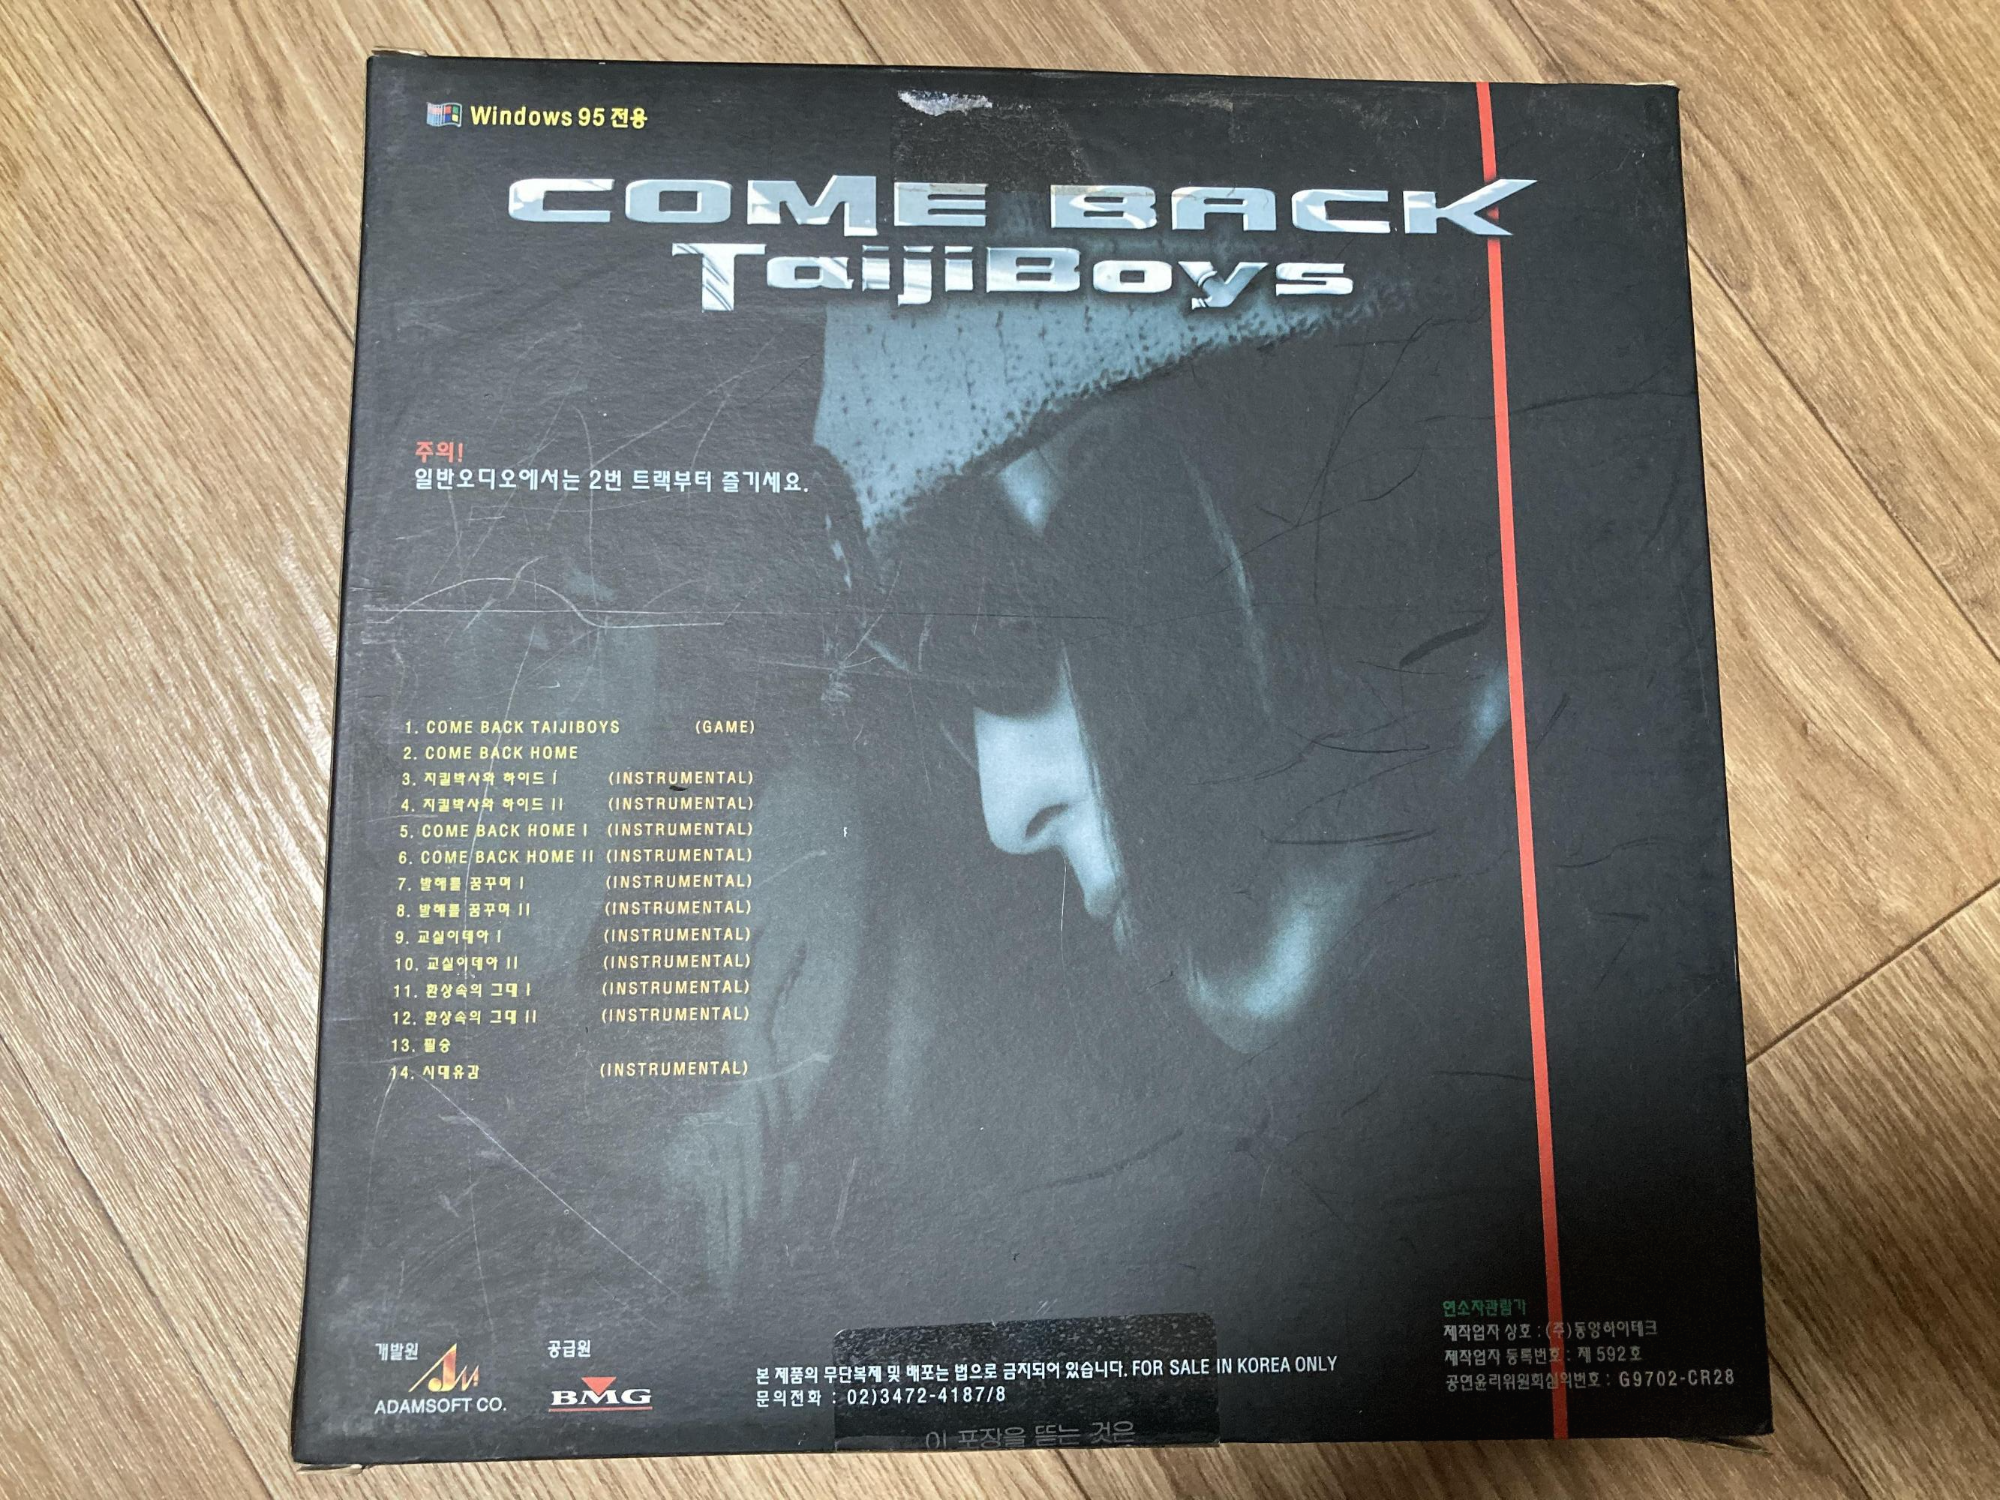 Windows 95 전용
COME BACK
TaijiBoys
주의!
일반오디오에서는 2번 트랙부터 즐기세요.
1. COME BACK TAIJIBOYS (GAME)
2. COME BACK HOME
3. 지킬박사와 하이드 I (INSTRUMENTAL)
4. 지킬박사와 하이드 II (INSTRUMENTAL)
5. COME BACK HOME I (INSTRUMENTAL)
6. COME BACK HOME II (INSTRUMENTAL)
7. 발해를 꿈꾸며 I (INSTRUMENTAL)
8. 발해를 꿈꾸며 II (INSTRUMENTAL)
9. 교실이데아 I (INSTRUMENTAL)
10. 교실이데아 II (INSTRUMENTAL)
11. 환상속의 그대 I (INSTRUMENTAL)
12. 환상속의 그대 II (INSTRUMENTAL)
13. 필승
14. 시대유감 (INSTRUMENTAL)
개발원
ADAMSOFT CO.
공급원
BMG
본 제품의 무단복제 및 배포는 법으로 금지되어 있습니다. FOR SALE IN KOREA ONLY
문의전화 : 02)3472-4187/8
이 포장을 뜯는 것은
연소자관람가
제작업자 상호 : (주)동양하이테크
제작업자 등록번호 : 제 592호
공연윤리위원회심의번호 : G9702-CR28